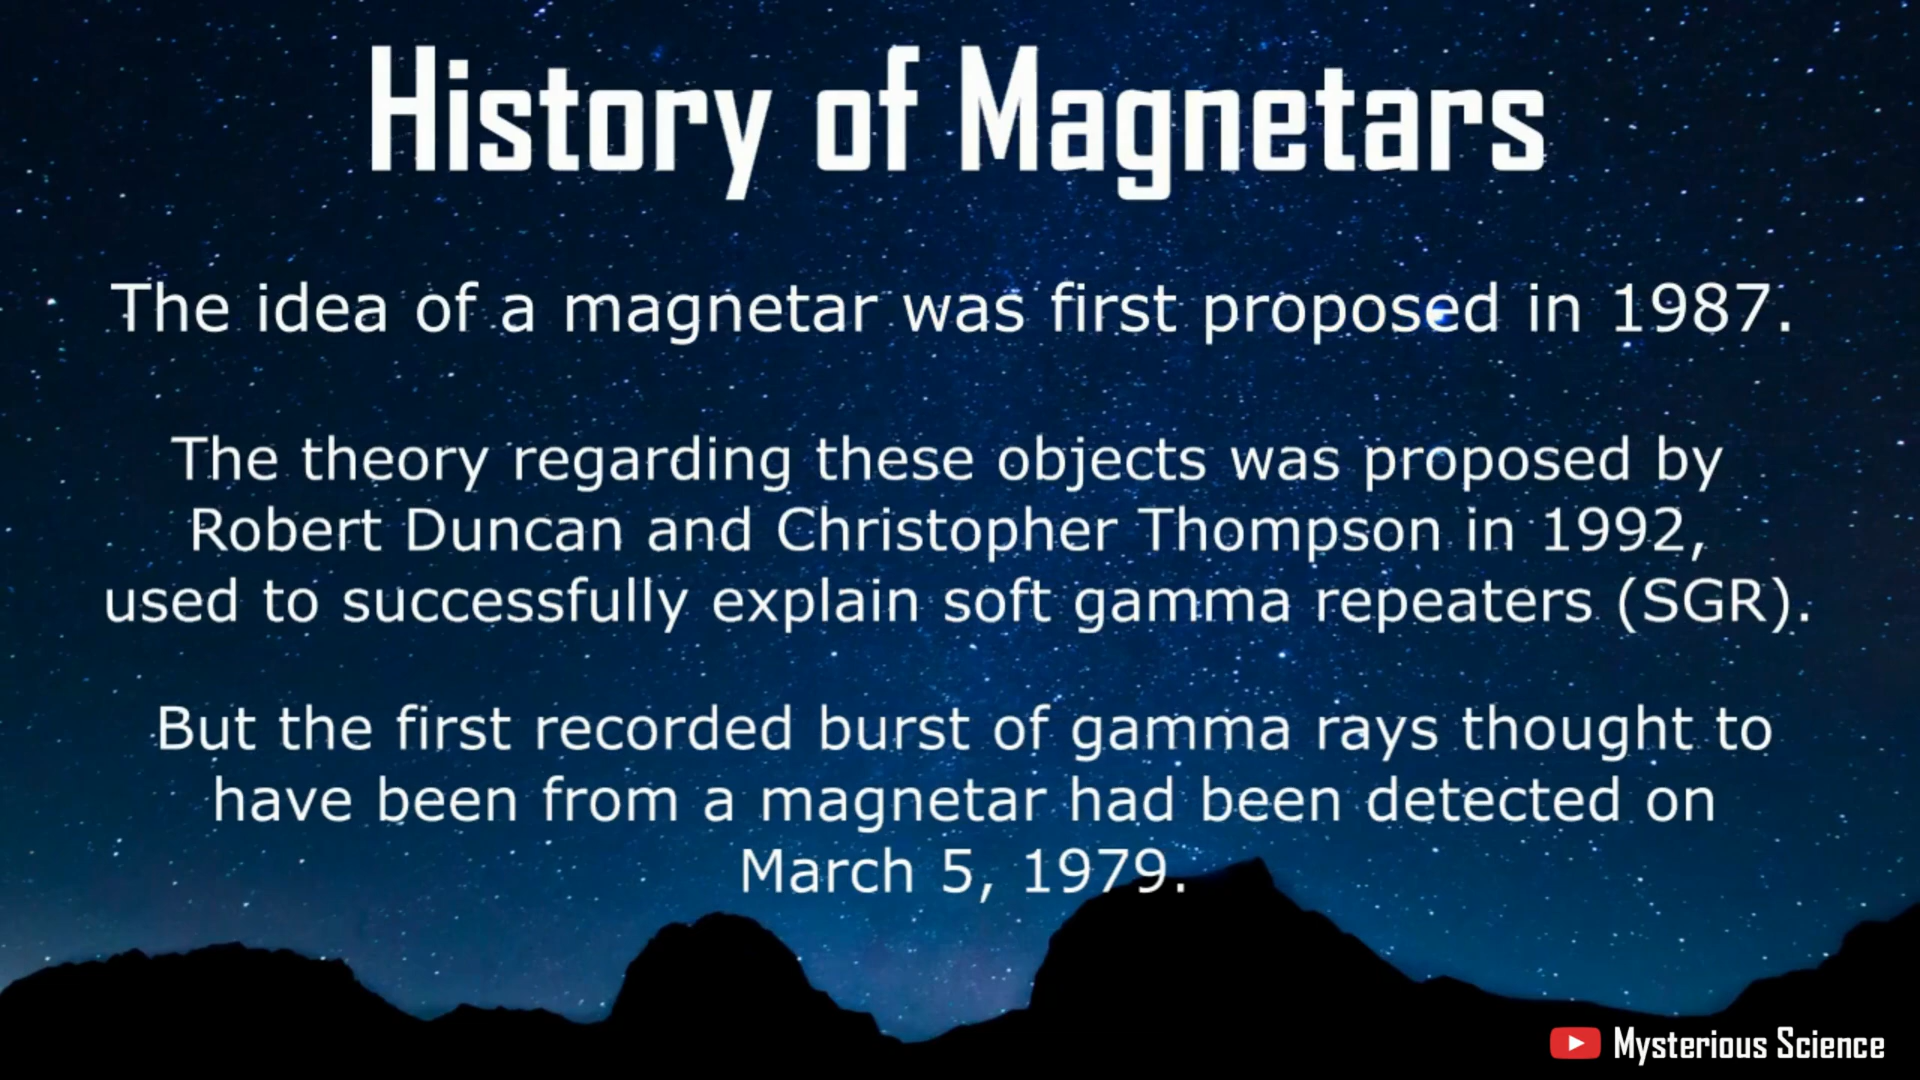 History of Magnetars
The idea of a magnetar was first proposed in 1987.
The theory regarding these objects was proposed by
Robert Duncan and Christopher Thompson in 1992,
used to successfully explain soft gamma repeaters (SGR).
But the first recorded burst of gamma rays thought to
have been from a magnetar had been detected on
March 5, 1979.
Mysterious Science